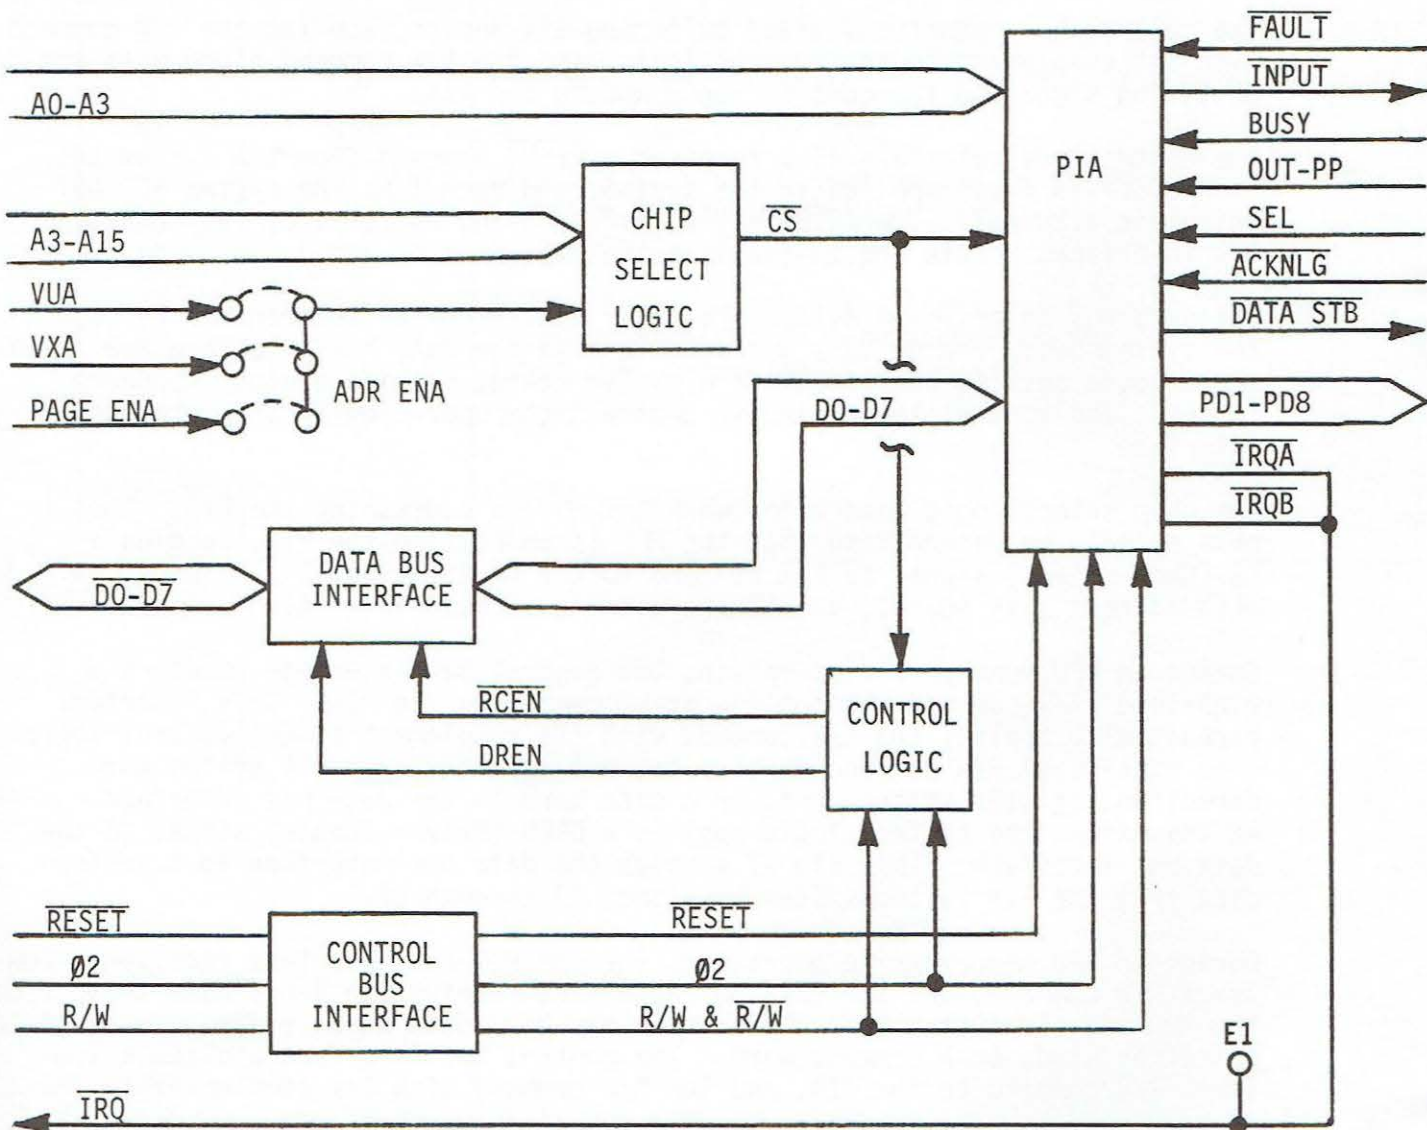 FAULT
INPUT
A0-A3
BUSY
PIA
OUT-PP
CHIP
SELECT
LOGIC
CS
SEL
A3-A15
ACKNLG
VUA
DATA STB
VXA
ADR ENA
PAGE ENA
D0-D7
PD1-PD8
IRQA
IRQB
DATA BUS
INTERFACE
D0-D7
RCEN
CONTROL
LOGIC
DREN
RESET
Ø2
R/W
CONTROL
BUS
INTERFACE
RESET
Ø2
R/W & R/W
E1
IRQ